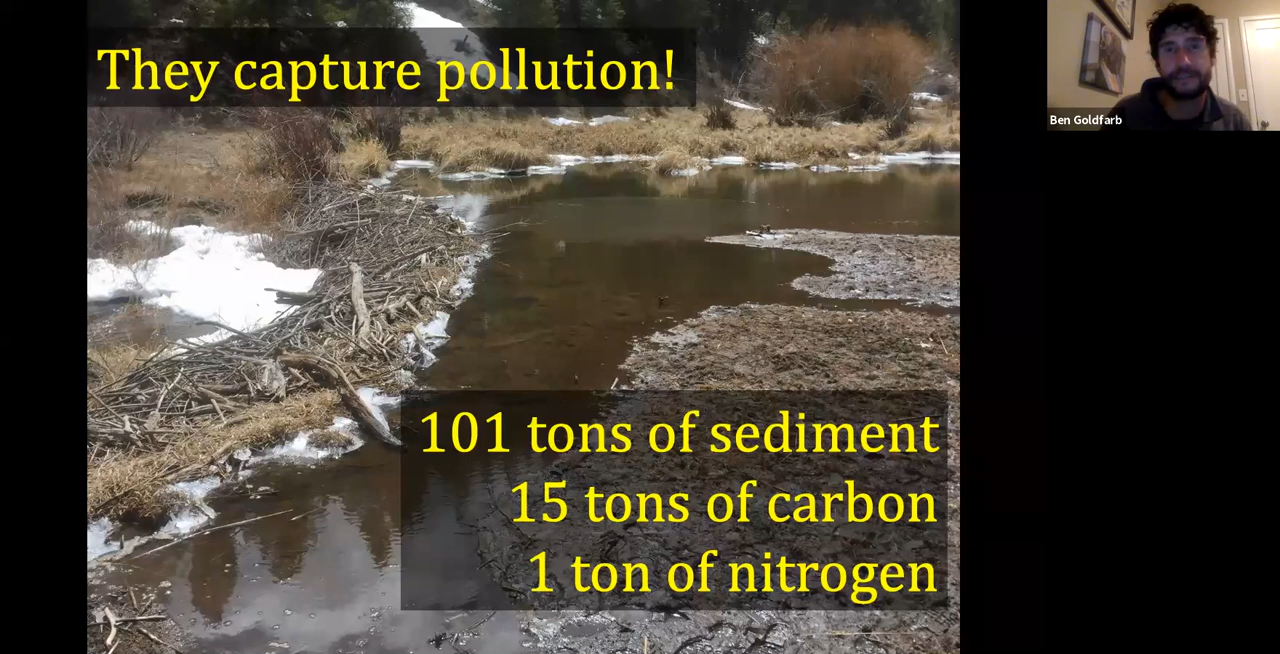 They capture pollution!
Ben Goldfarb
101 tons of sediment
15 tons of carbon
1 ton of nitrogen